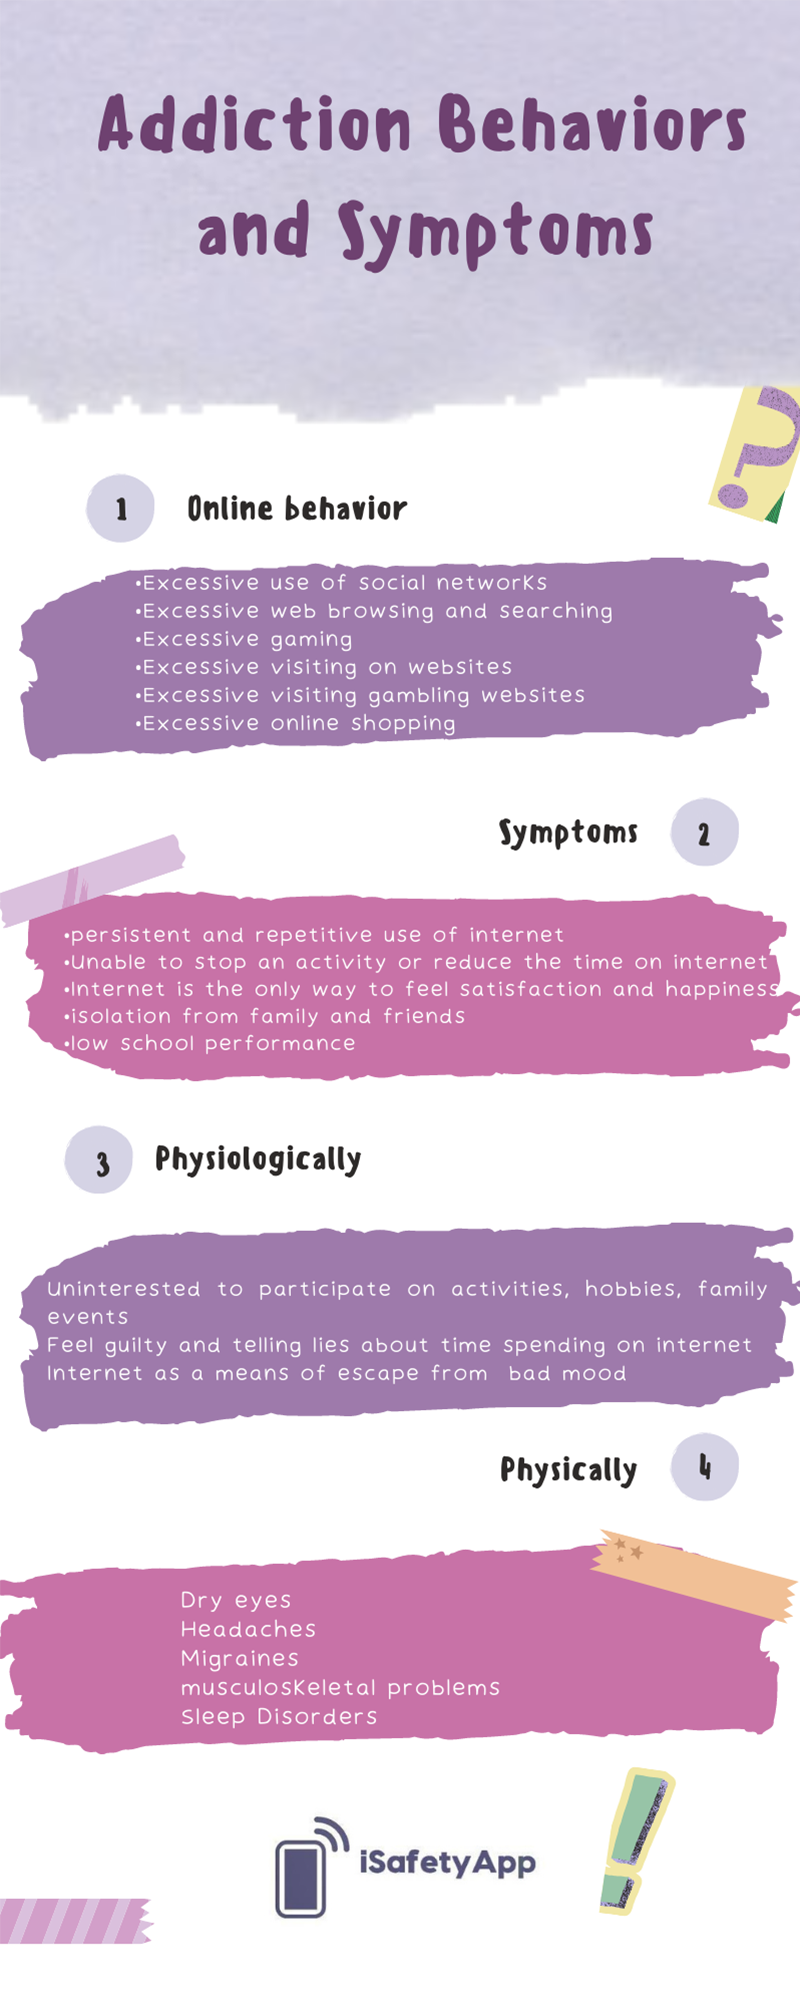 Addiction Behaviors
and Symptoms
?
1
Online behavior
•Excessive use of social networks
•Excessive web browsing and searching
•Excessive gaming
•Excessive visiting on websites
•Excessive visiting gambling websites
•Excessive online shopping
Symptoms
2
•persistent and repetitive use of internet
•Unable to stop an activity or reduce the time on internet
•Internet is the only way to feel satisfaction and happiness
•isolation from family and friends
•low school performance
3
Physiologically
Uninterested to participate on activities, hobbies, family
events
Feel guilty and telling lies about time spending on internet
Internet as a means of escape from bad mood
Physically
4
Dry eyes
Headaches
Migraines
musculoskeletal problems
Sleep Disorders
iSafetyApp
!